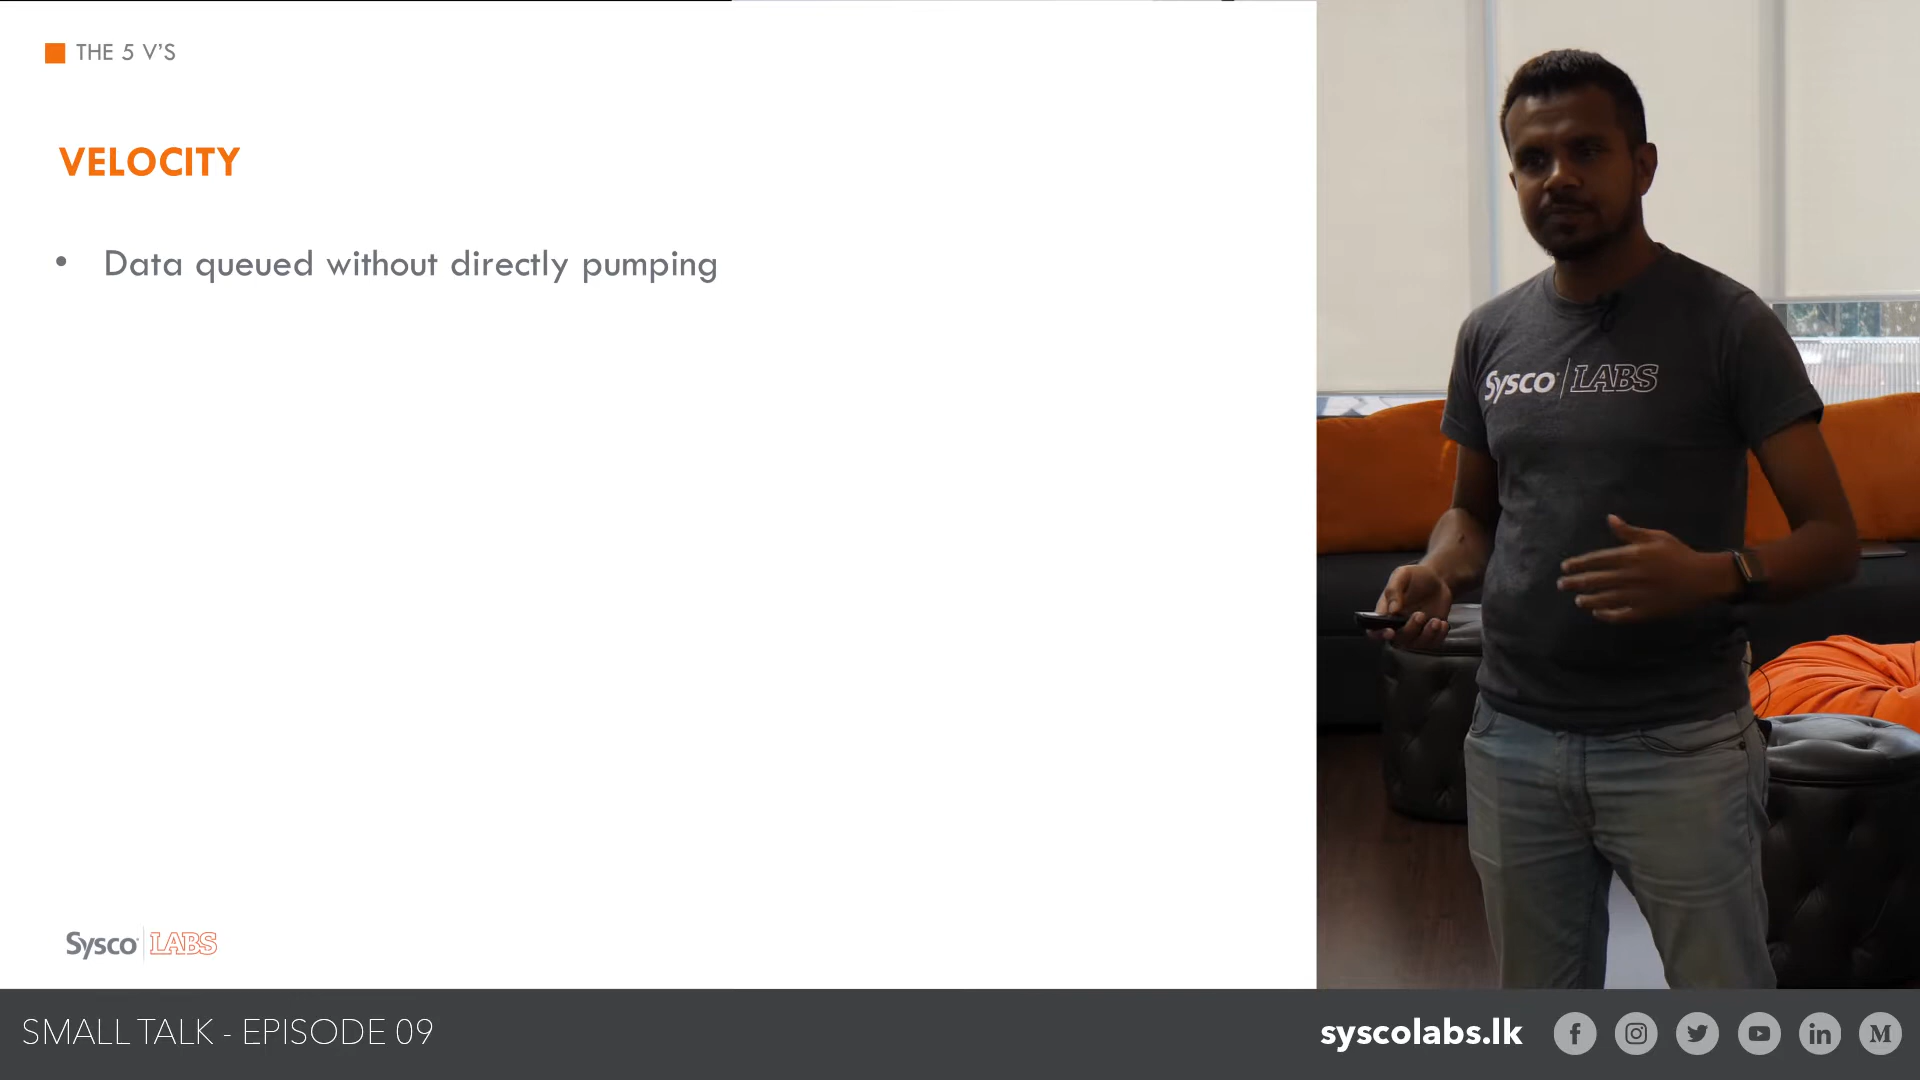 THE 5 V'S
VELOCITY
• Data queued without directly pumping
Sysco LABS
Sysco LABS
SMALL TALK - EPISODE 09
syscolabs.lk